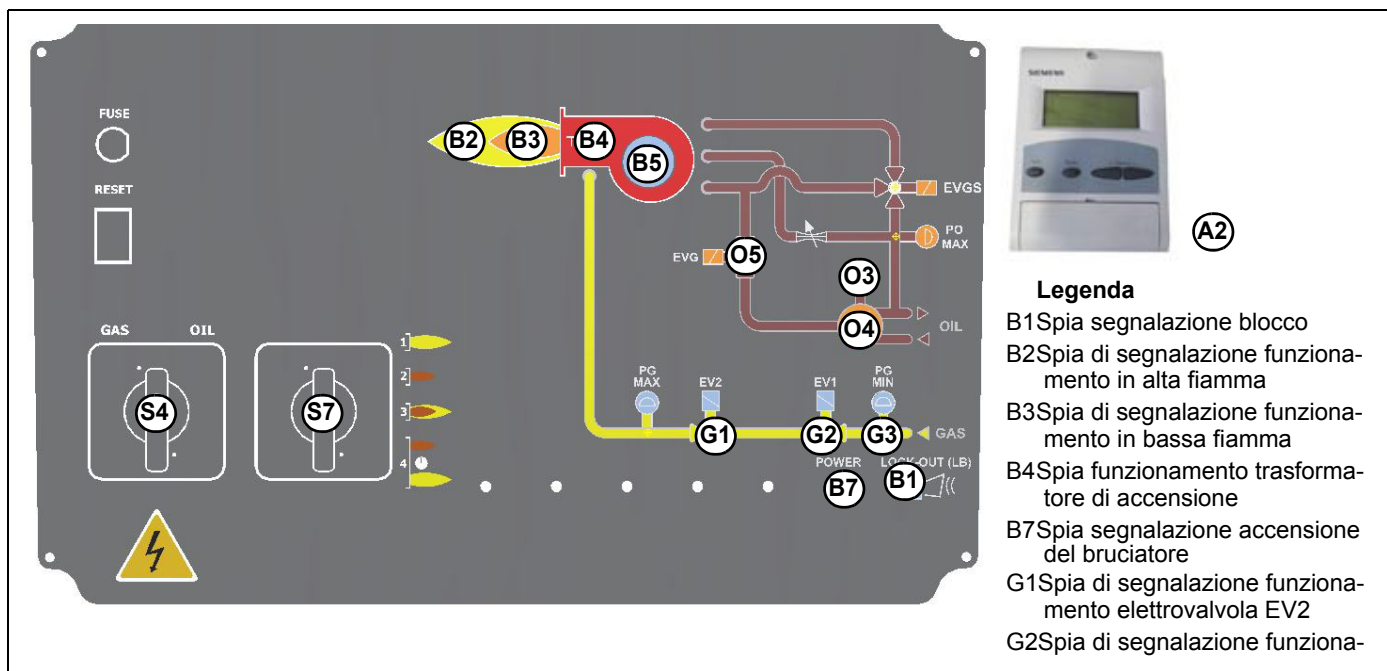 FUSE
RESET
GAS OIL
S4
S7
1
2
3
4
B2
B3
B4
B5
EVGS
PO
MAX
EVG
O5
O3
O4
OIL
PG
MAX
EV2
EV1
PG
MIN
G1
G2
G3
GAS
POWER
LOCK-OUT (LB)
B7
B1
SIEMENS
A2
Legenda
B1Spia segnalazione blocco
B2Spia di segnalazione funziona-
mento in alta fiamma
B3Spia di segnalazione funziona-
mento in bassa fiamma
B4Spia funzionamento trasforma-
tore di accensione
B7Spia segnalazione accensione
del bruciatore
G1Spia di segnalazione funziona-
mento elettrovalvola EV2
G2Spia di segnalazione funziona-